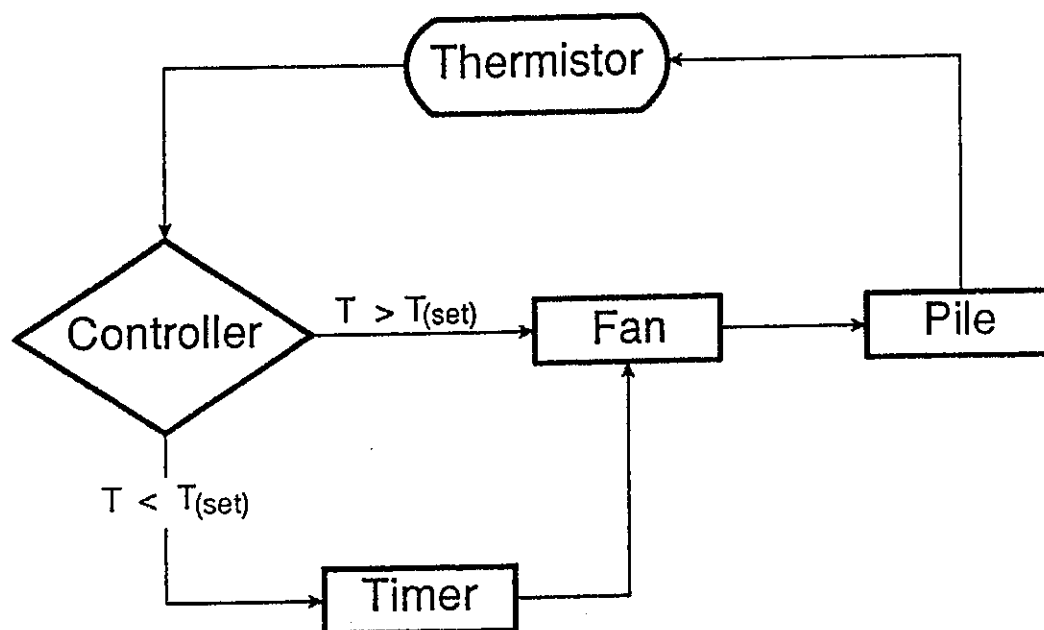 Thermistor
Controller
T > T(set)
Fan
Pile
T < T(set)
Timer